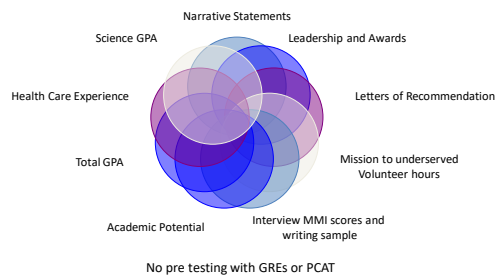 Narrative Statements
Science GPA
Leadership and Awards
Health Care Experience
Letters of Recommendation
Total GPA
Mission to underserved
Volunteer hours
Academic Potential
Interview MMI scores and
writing sample
No pre testing with GREs or PCAT